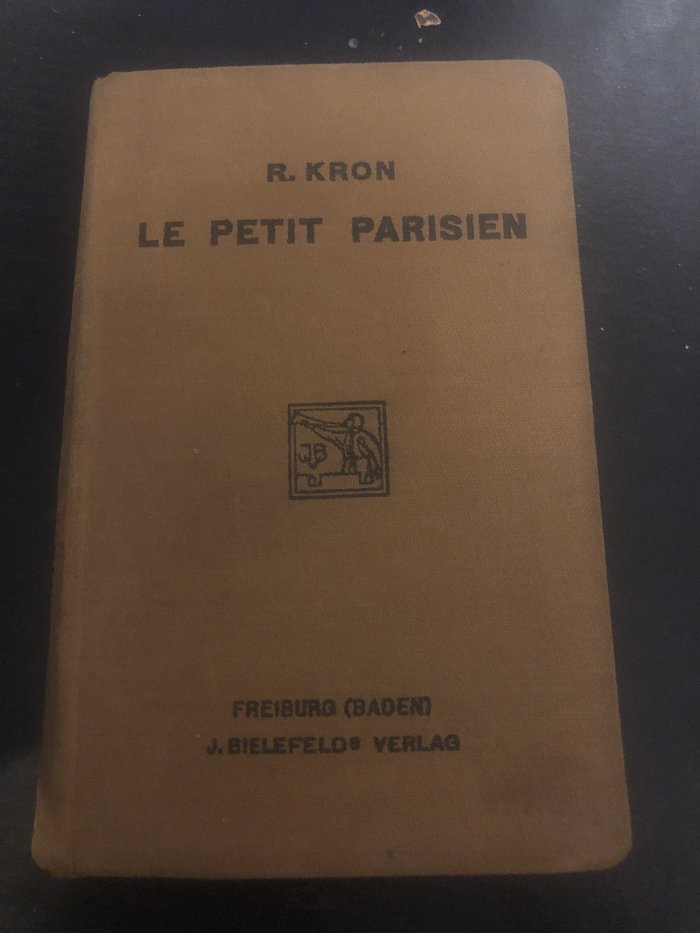 R. KRON
LE PETIT PARISIEN
JB
FREIBURG (BADEN)
J. BIELEFELDS VERLAG